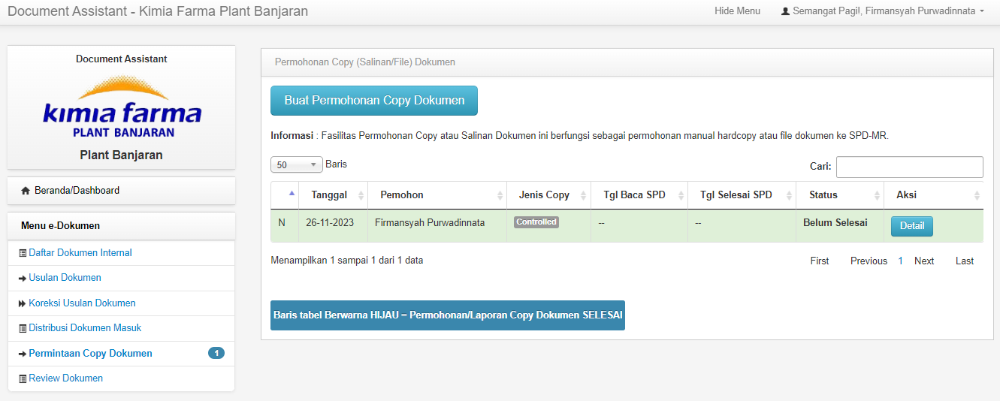 Document Assistant - Kimia Farma Plant Banjaran
Hide Menu
Semangat Pagi!, Firmansyah Purwadinnata
Document Assistant
kımıa farma
PLANT BANJARAN
Plant Banjaran
Beranda/Dashboard
Menu e-Dokumen
Daftar Dokumen Internal
Usulan Dokumen
Koreksi Usulan Dokumen
Distribusi Dokumen Masuk
Permintaan Copy Dokumen 1
Review Dokumen
Permohonan Copy (Salinan/File) Dokumen
Buat Permohonan Copy Dokumen
Informasi : Fasilitas Permohonan Copy atau Salinan Dokumen ini berfungsi sebagai permohonan manual hardcopy atau file dokumen ke SPD-MR.
50 Baris
Cari:
Tanggal Pemohon Jenis Copy Tgl Baca SPD Tgl Selesai SPD Status Aksi
N 26-11-2023 Firmansyah Purwadinnata Controlled -- -- Belum Selesai Detail
Menampilkan 1 sampai 1 dari 1 data
First Previous 1 Next Last
Baris tabel Berwarna HIJAU = Permohonan/Laporan Copy Dokumen SELESAI